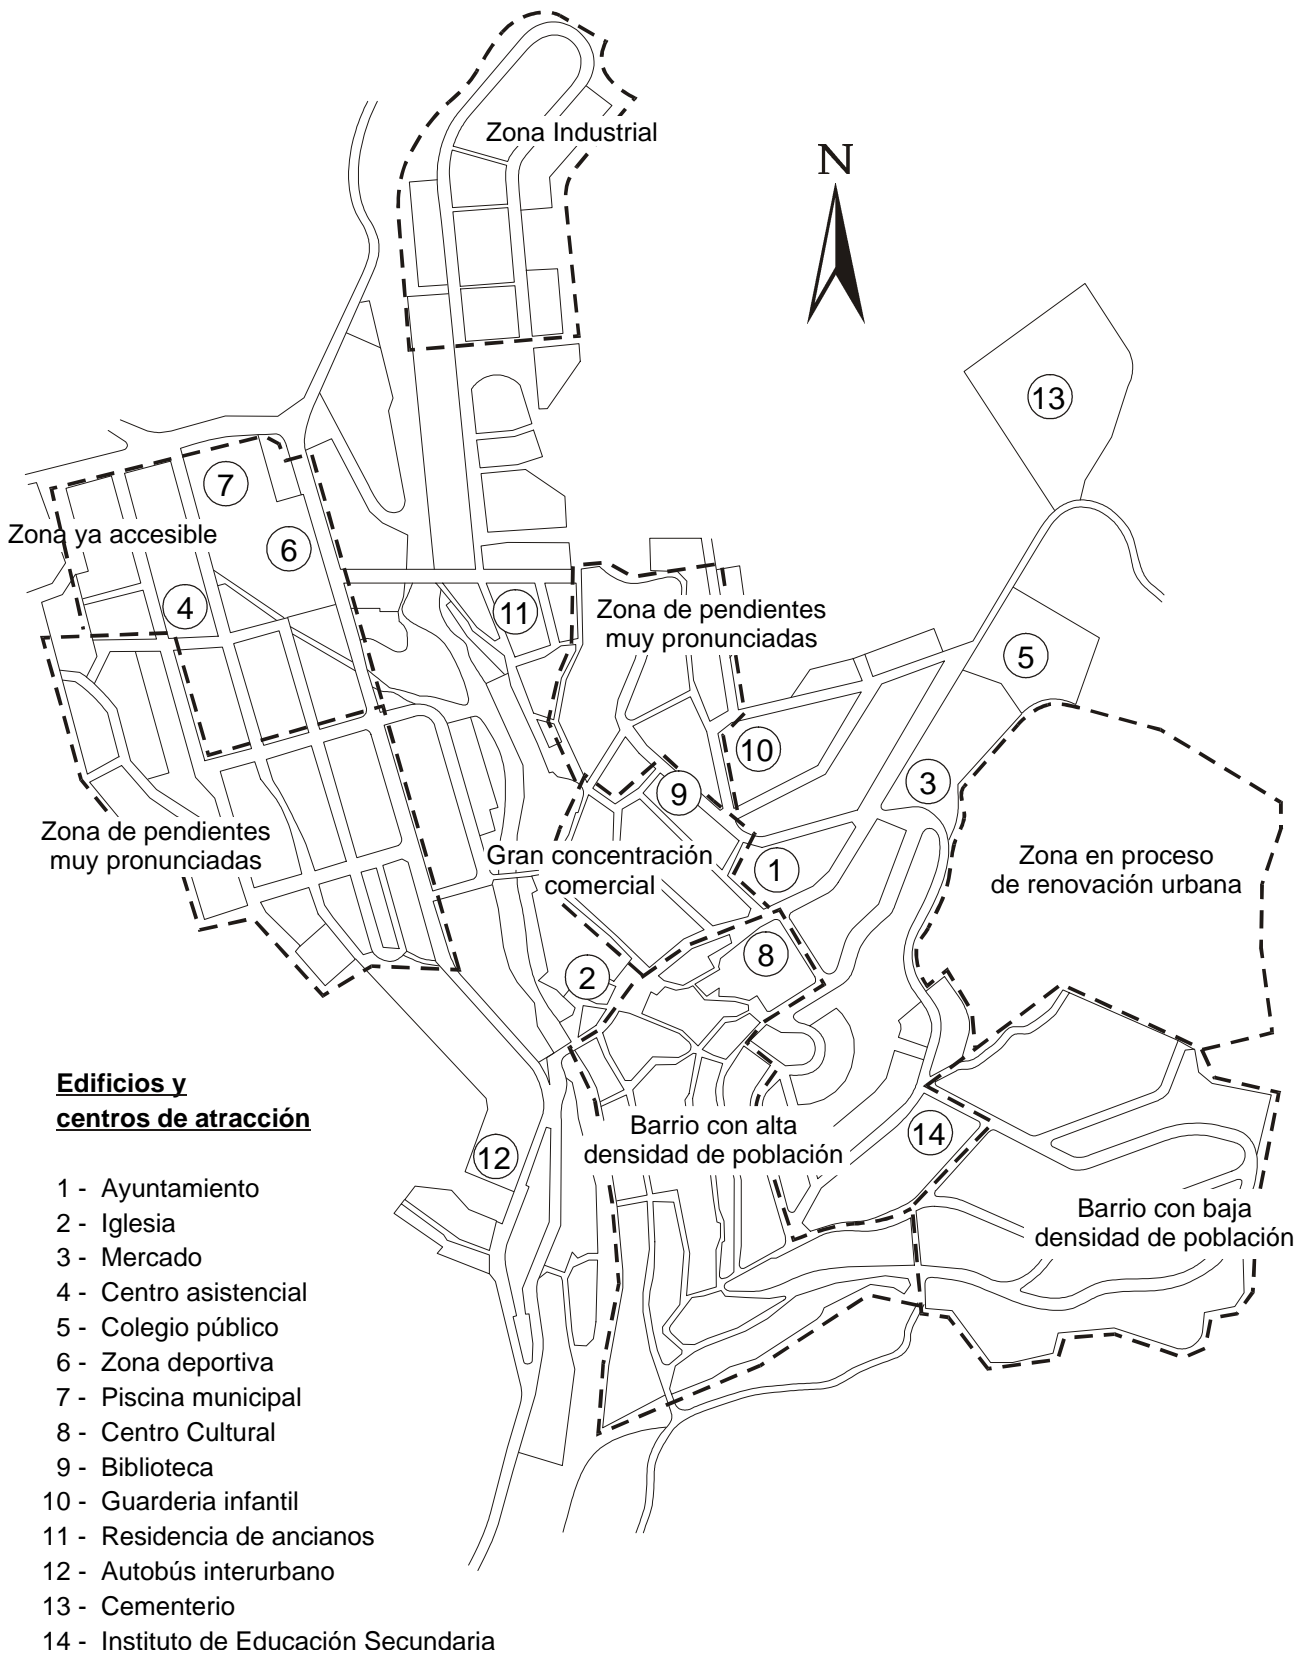 Zona Industrial
N
13
7
Zona ya accesible
6
4
11
Zona de pendientes
muy pronunciadas
5
10
3
9
Zona de pendientes
muy pronunciadas
Gran concentración
comercial
1
Zona en proceso
de renovación urbana
8
2
Edificios y
centros de atracción
Barrio con alta
densidad de población
14
12
Barrio con baja
densidad de población
1 - Ayuntamiento
2 - Iglesia
3 - Mercado
4 - Centro asistencial
5 - Colegio público
6 - Zona deportiva
7 - Piscina municipal
8 - Centro Cultural
9 - Biblioteca
10 - Guarderia infantil
11 - Residencia de ancianos
12 - Autobús interurbano
13 - Cementerio
14 - Instituto de Educación Secundaria